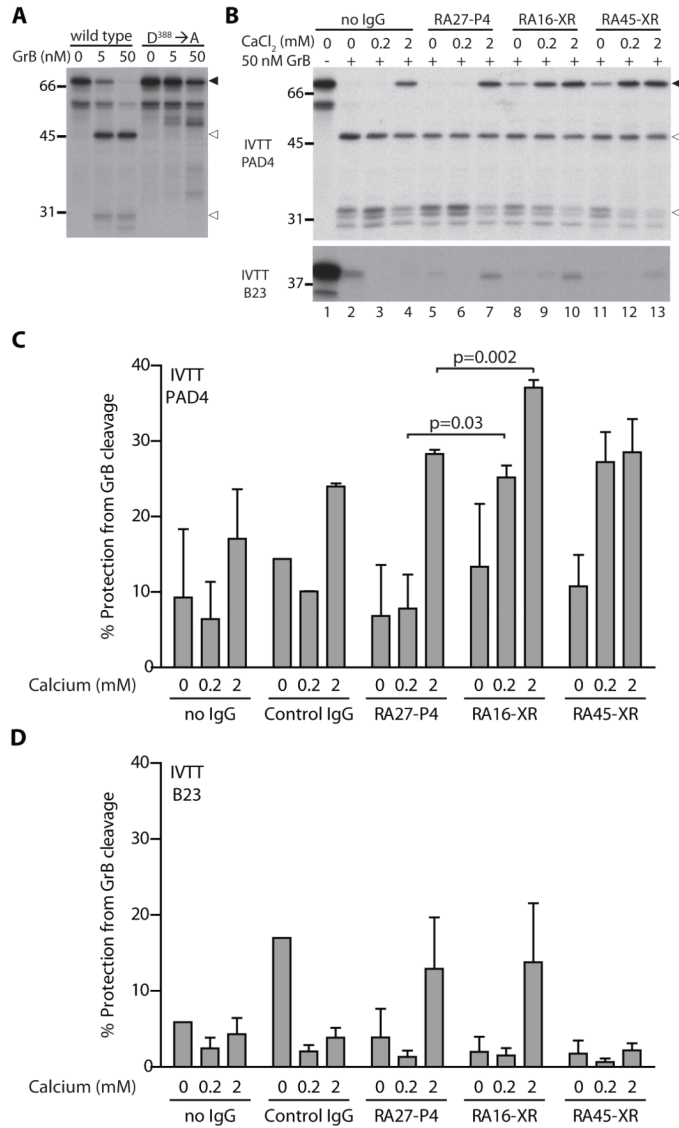 A
wild type D388→A
GrB (nM) 0 5 50 0 5 50
66
45
31
B
no IgG RA27-P4 RA16-XR RA45-XR
CaCl2 (mM) 0 0 0.2 2 0 0.2 2 0 0.2 2 0 0.2 2
50 nM GrB - + + + + + + + + + + + +
66
45
31
IVTT
PAD4
IVTT
B23
37
1 2 3 4 5 6 7 8 9 10 11 12 13
C
IVTT
PAD4
% Protection from GrB cleavage
40
30
20
10
0
p=0.002
p=0.03
Calcium (mM) 0 0.2 2 0 0.2 2 0 0.2 2 0 0.2 2 0 0.2 2
no IgG Control IgG RA27-P4 RA16-XR RA45-XR
D
IVTT
B23
% Protection from GrB cleavage
40
30
20
10
0
Calcium (mM) 0 0.2 2 0 0.2 2 0 0.2 2 0 0.2 2 0 0.2 2
no IgG Control IgG RA27-P4 RA16-XR RA45-XR